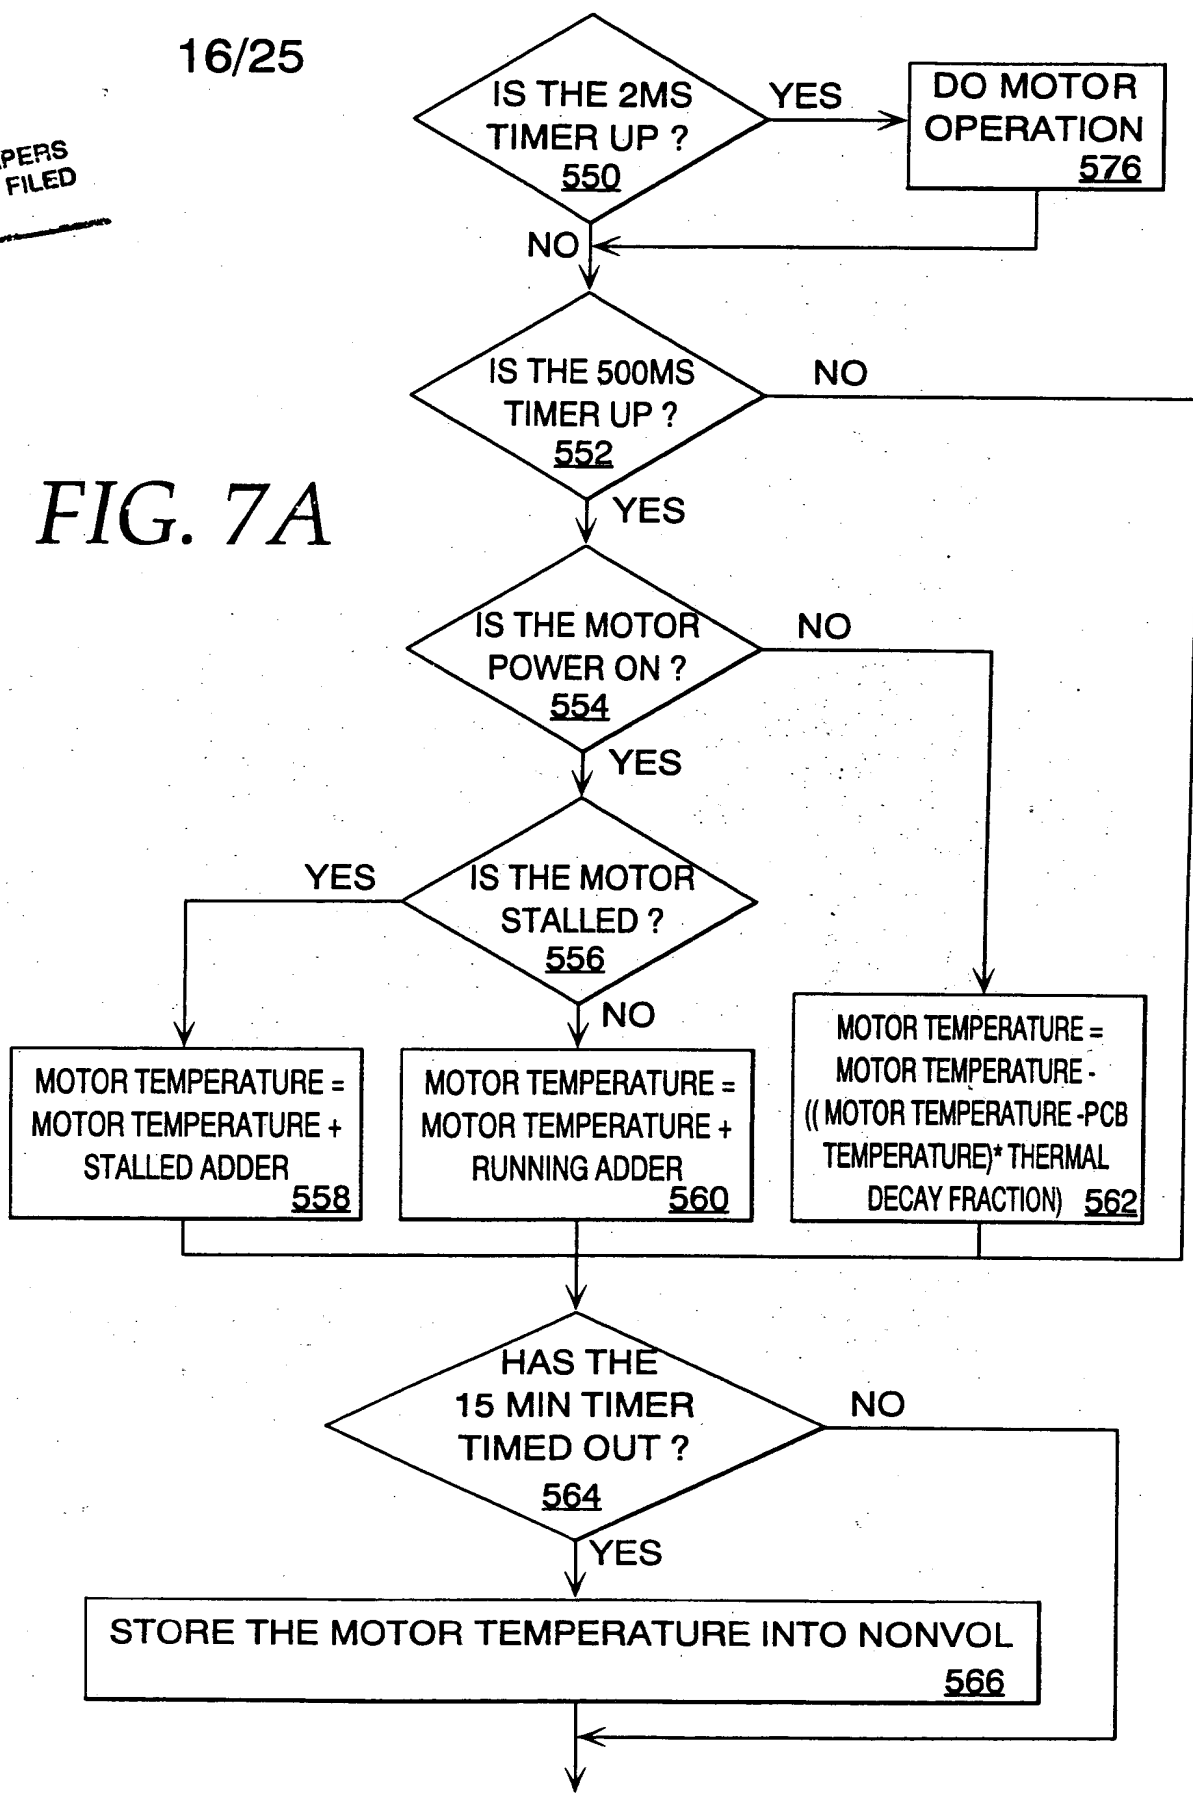 16/25
PERS
FILED
IS THE 2MS
TIMER UP ?
550
YES
DO MOTOR
OPERATION
576
NO
IS THE 500MS
TIMER UP ?
552
NO
YES
FIG. 7A
IS THE MOTOR
POWER ON ?
554
NO
YES
IS THE MOTOR
STALLED ?
556
YES
NO
MOTOR TEMPERATURE =
MOTOR TEMPERATURE +
STALLED ADDER
558
MOTOR TEMPERATURE =
MOTOR TEMPERATURE +
RUNNING ADDER
560
MOTOR TEMPERATURE =
MOTOR TEMPERATURE -
(( MOTOR TEMPERATURE -PCB
TEMPERATURE)* THERMAL
DECAY FRACTION)
562
HAS THE
15 MIN TIMER
TIMED OUT ?
564
NO
YES
STORE THE MOTOR TEMPERATURE INTO NONVOL
566